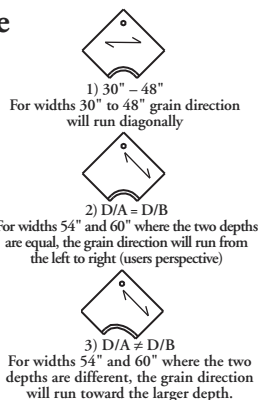 e
1) 30" – 48"
For widths 30" to 48" grain direction
will run diagonally
2) D/A = D/B
For widths 54" and 60" where the two depths
are equal, the grain direction will run from
the left to right (users perspective)
3) D/A ≠ D/B
For widths 54" and 60" where the two
depths are different, the grain direction
will run toward the larger depth.